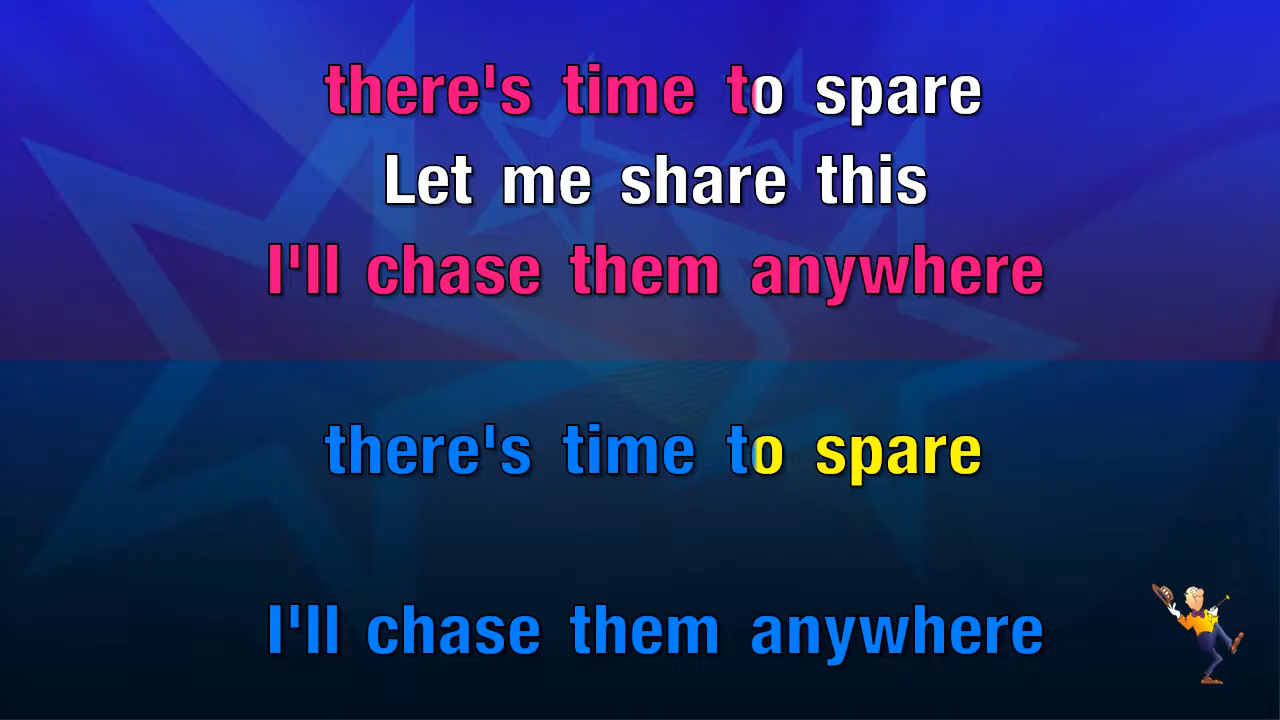 there's time to spare
Let me share this
I'll chase them anywhere
there's time to spare
I'll chase them anywhere